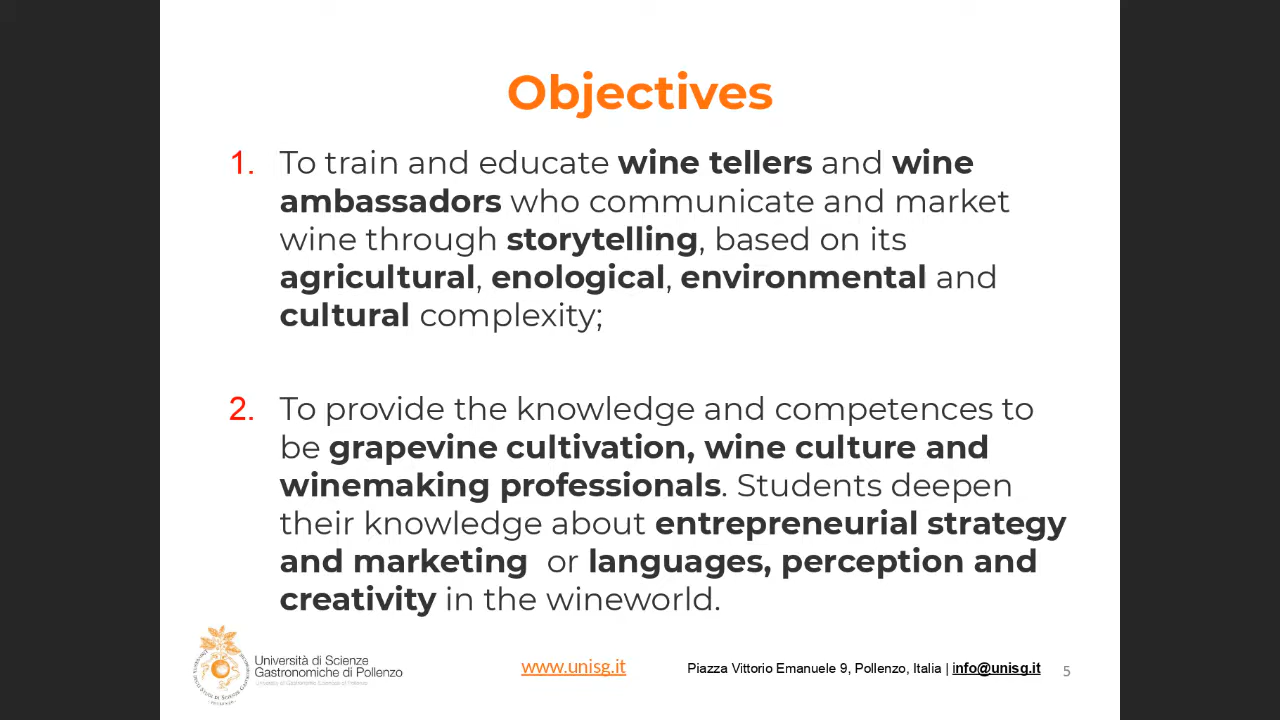 Objectives
1. To train and educate wine tellers and wine
ambassadors who communicate and market
wine through storytelling, based on its
agricultural, enological, environmental and
cultural complexity;
2. To provide the knowledge and competences to
be grapevine cultivation, wine culture and
winemaking professionals. Students deepen
their knowledge about entrepreneurial strategy
and marketing or languages, perception and
creativity in the wineworld.
Università di Scienze
Gastronomiche di Pollenzo
www.unisg.it
Piazza Vittorio Emanuele 9, Pollenzo, Italia | info@unisg.it
5